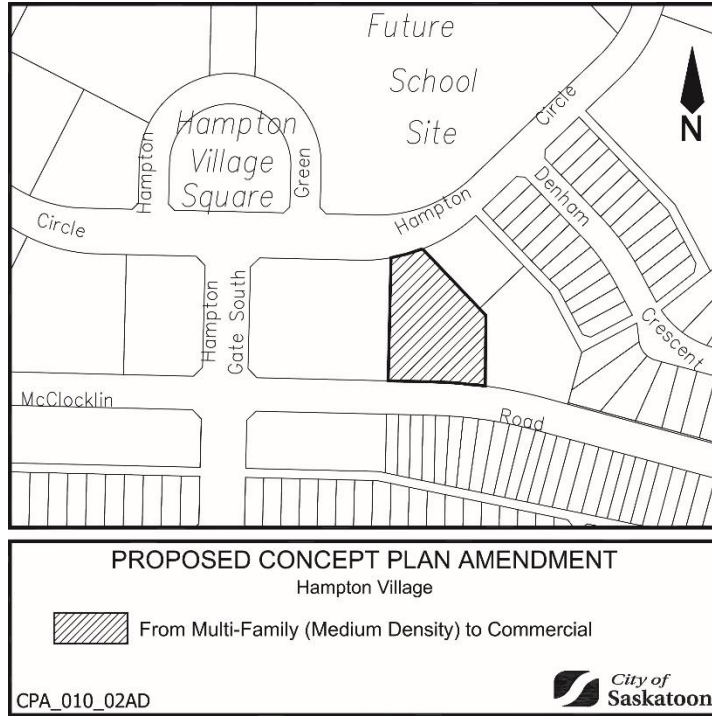 Future
School
Site
Hampton
Village
Square
Hampton
Green
Circle
Circle
Hampton
Denham
Crescent
Hampton
Gate South
McClocklin
Road
N
PROPOSED CONCEPT PLAN AMENDMENT
Hampton Village
From Multi-Family (Medium Density) to Commercial
CPA_010_02AD
City of
Saskatoon